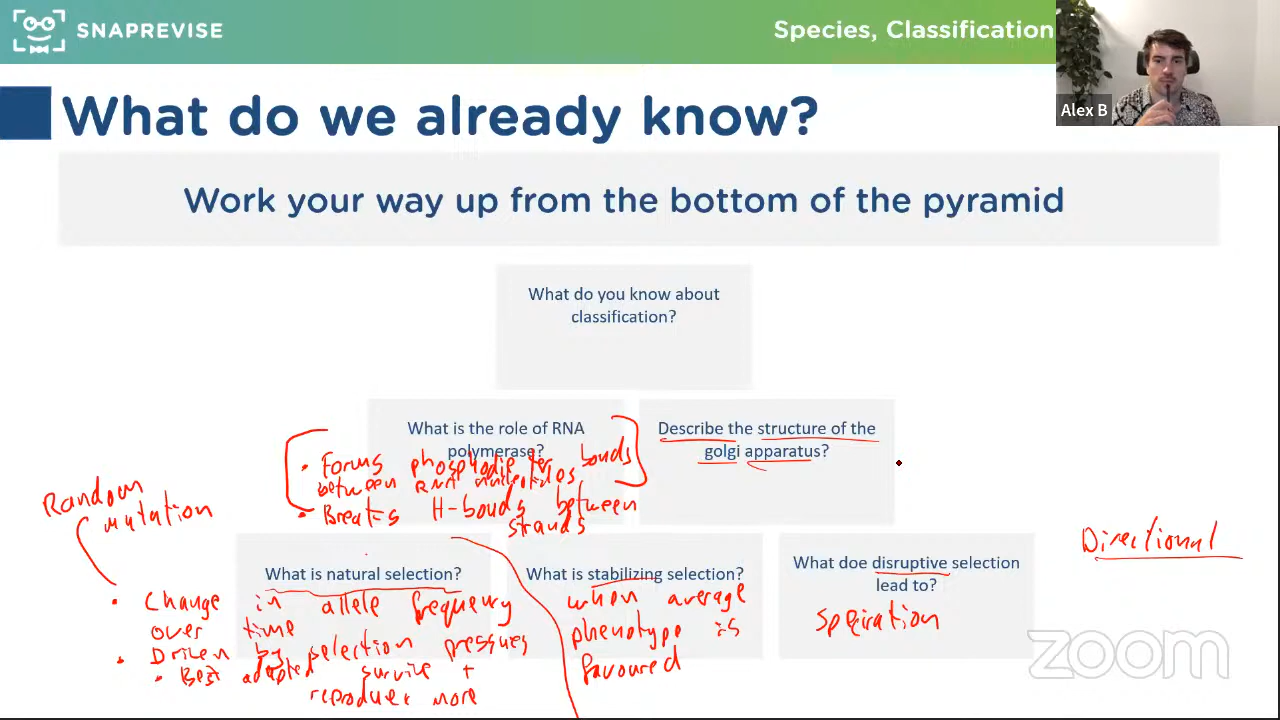 SNAPREVISE
Species, Classification
Alex B
What do we already know?
Work your way up from the bottom of the pyramid
What do you know about
classification?
What is the role of RNA
polymerase?
• Forms phosphodiester bonds
between RNA nucleotides
• Breaks H-bonds between
strands
Describe the structure of the
golgi apparatus?
Random
mutation
What is natural selection?
• Change in allele frequency
over time
• Driven by selection pressures
• Best adapted survive +
reproduce more
What is stabilizing selection?
when average
phenotype is
favoured
What doe disruptive selection
lead to?
Speciation
Directional
zoom